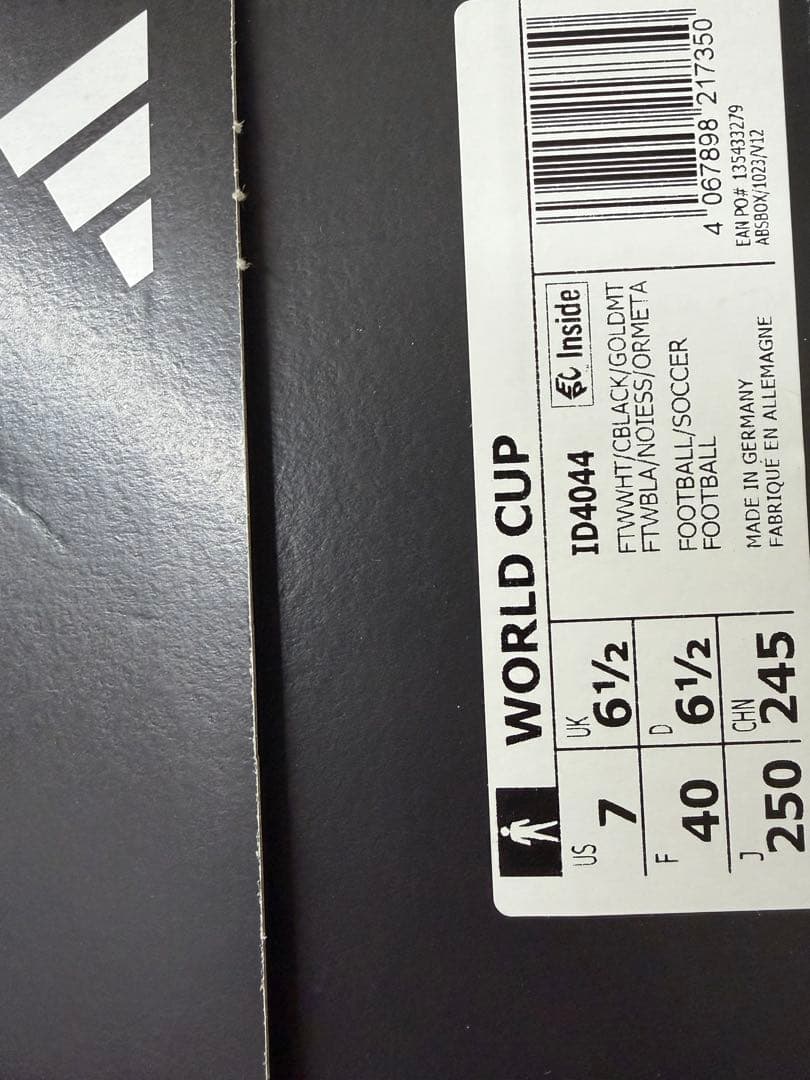 WORLD CUP
US
7
UK
6½
F
40
D
6½
J
250
CHN
245
ID4044
Inside
FTWWHT/CBLACK/GOLDMT
FTWBLA/NOIESS/ORMETA
FOOTBALL/SOCCER
FOOTBALL
MADE IN GERMANY
FABRIQUÉ EN ALLEMAGNE
4 067898 217350
EAN PO# 135433279
ABSBOX/1023/V12